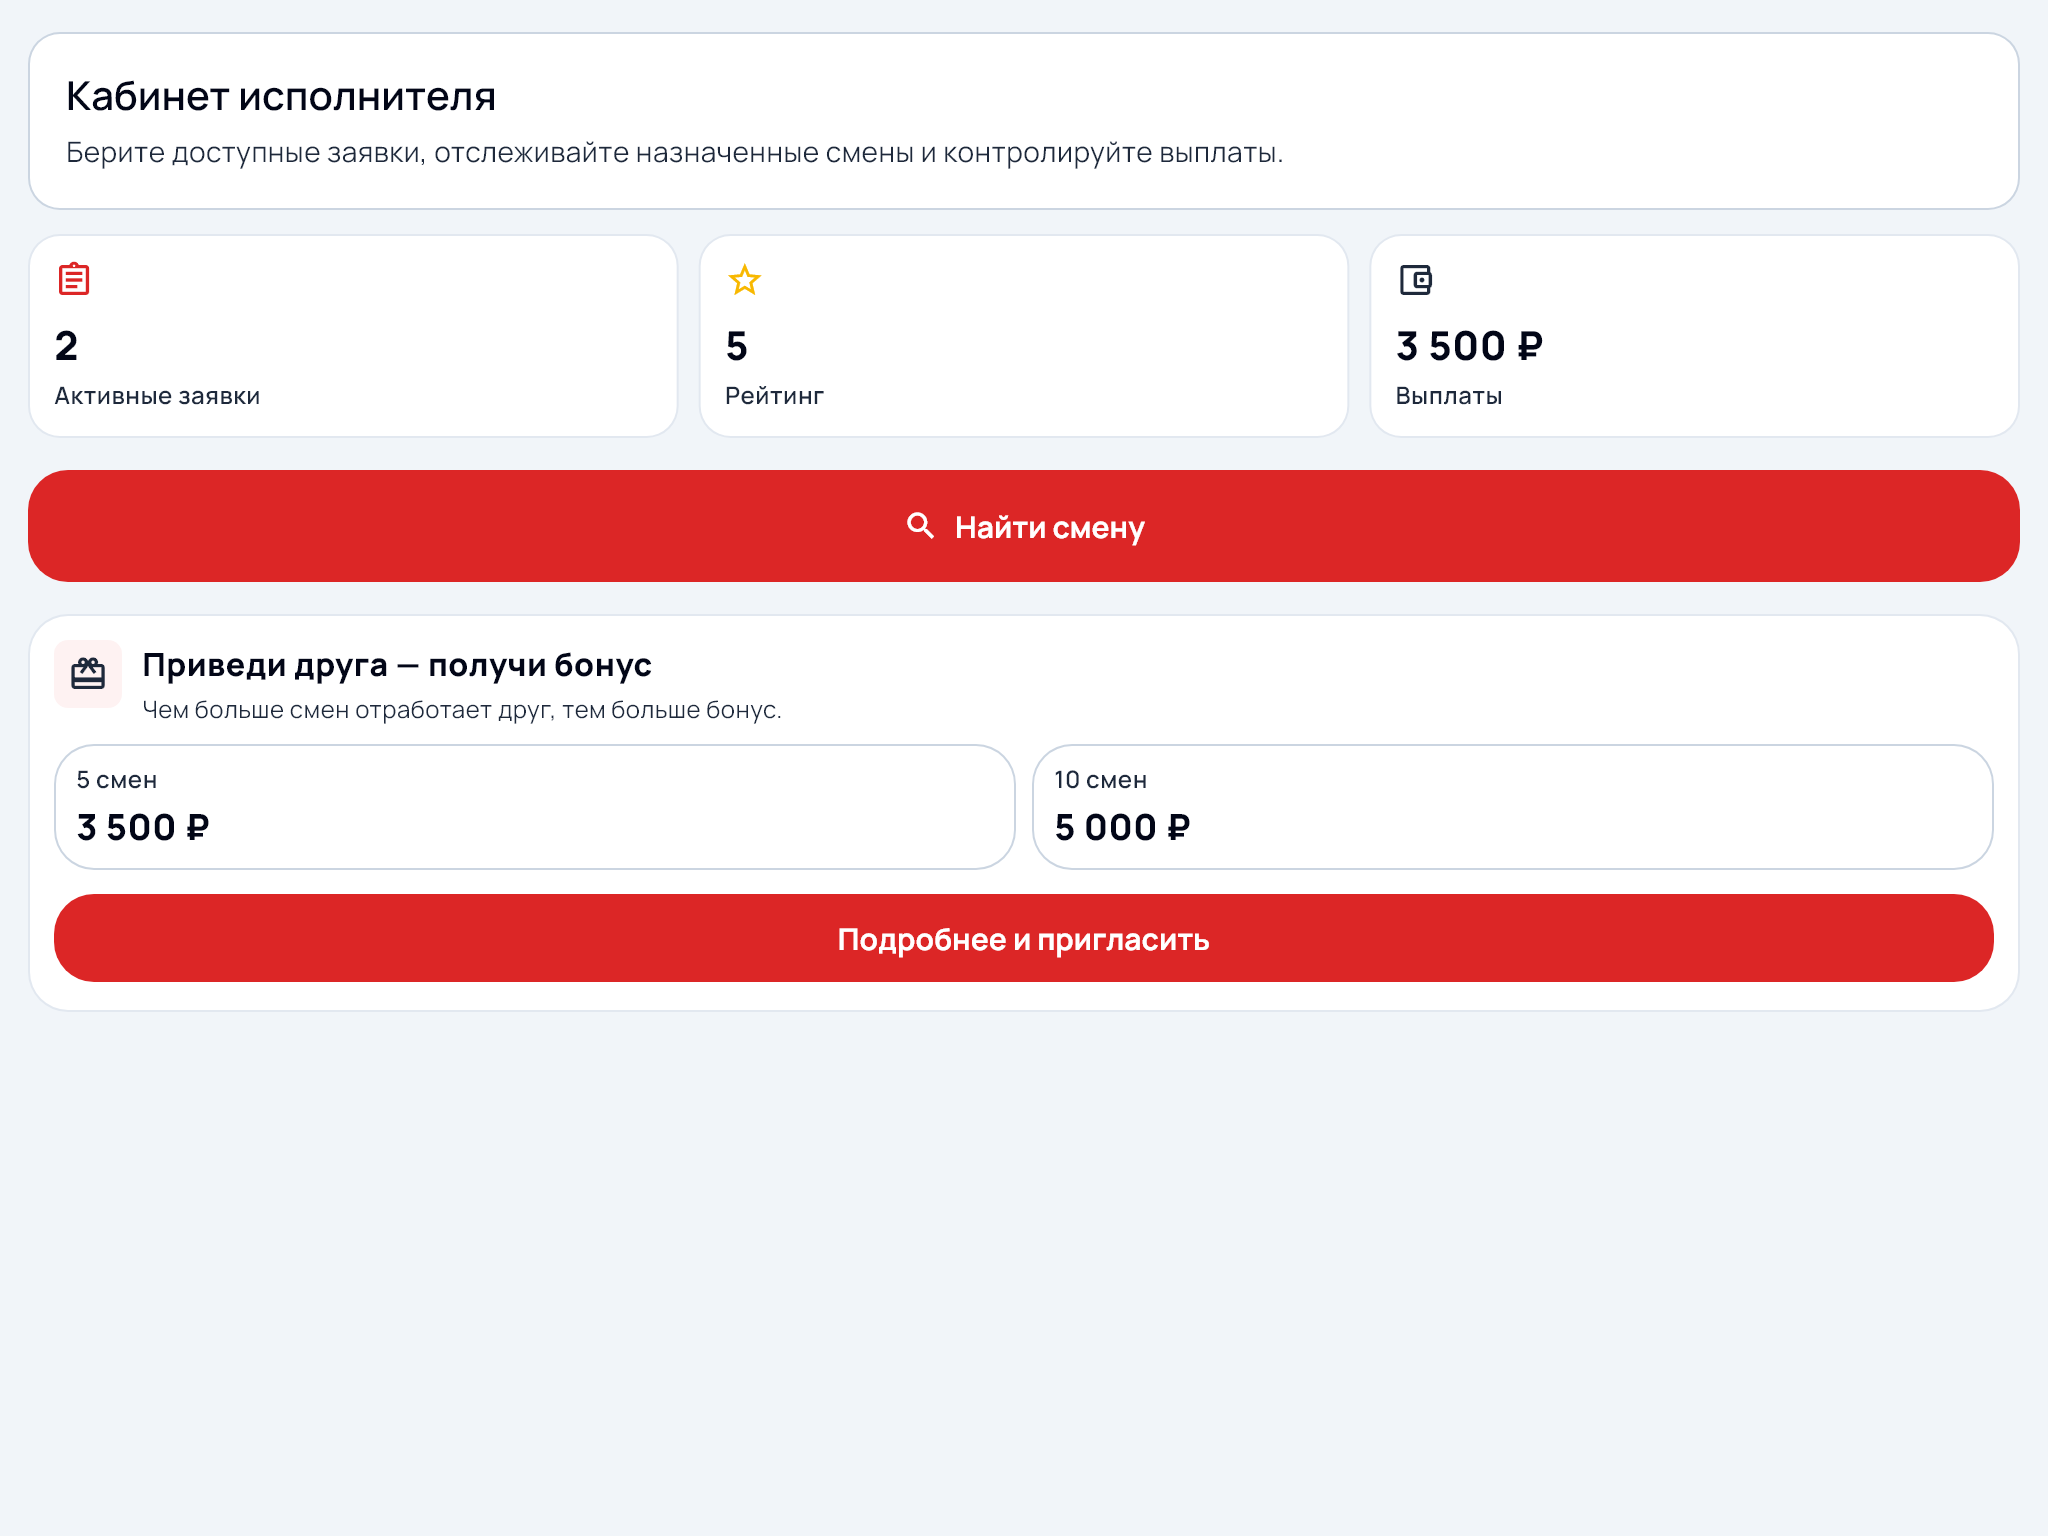 Кабинет исполнителя
Берите доступные заявки, отслеживайте назначенные смены и контролируйте выплаты.
2
Активные заявки
5
Рейтинг
3 500 ₽
Выплаты
Найти смену
Приведи друга — получи бонус
Чем больше смен отработает друг, тем больше бонус.
5 смен
3 500 ₽
10 смен
5 000 ₽
Подробнее и пригласить